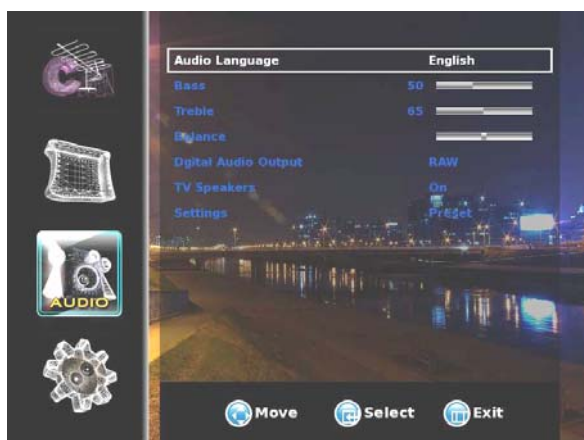 Audio Language English
Bass 50
Treble 65
Balance
Dgital Audio Output RAW
TV Speakers On
Settings Preset
AUDIO
Move Select Exit